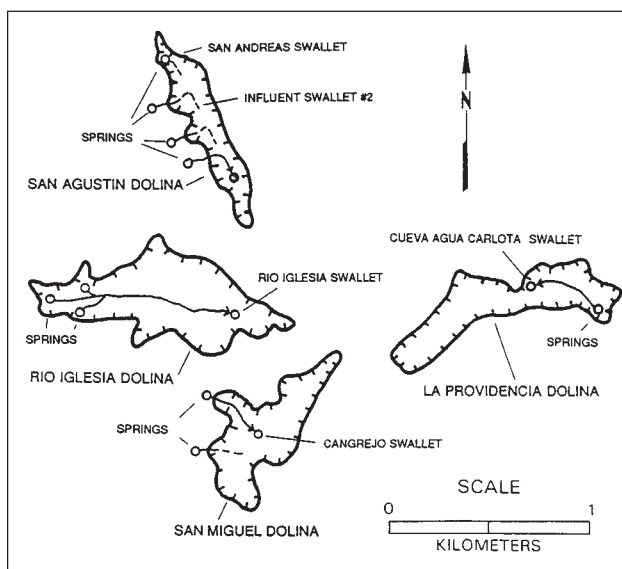 SAN ANDREAS SWALLET
N
INFLUENT SWALLET #2
SPRINGS
SAN AGUSTIN DOLINA
CUEVA AGUA CARLOTA SWALLET
RIO IGLESIA SWALLET
SPRINGS
SPRINGS
RIO IGLESIA DOLINA
LA PROVIDENCIA DOLINA
SPRINGS
CANGREJO SWALLET
SAN MIGUEL DOLINA
SCALE
0 1
KILOMETERS